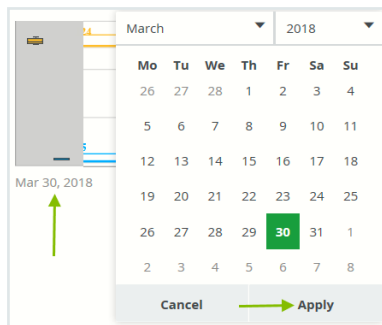 March 2018
24
Mo Tu We Th Fr Sa Su
26 27 28 1 2 3 4
5 6 7 8 9 10 11
12 13 14 15 16 17 18
Mar 30, 2018
19 20 21 22 23 24 25
26 27 28 29 30 31 1
2 3 4 5 6 7 8
Cancel Apply